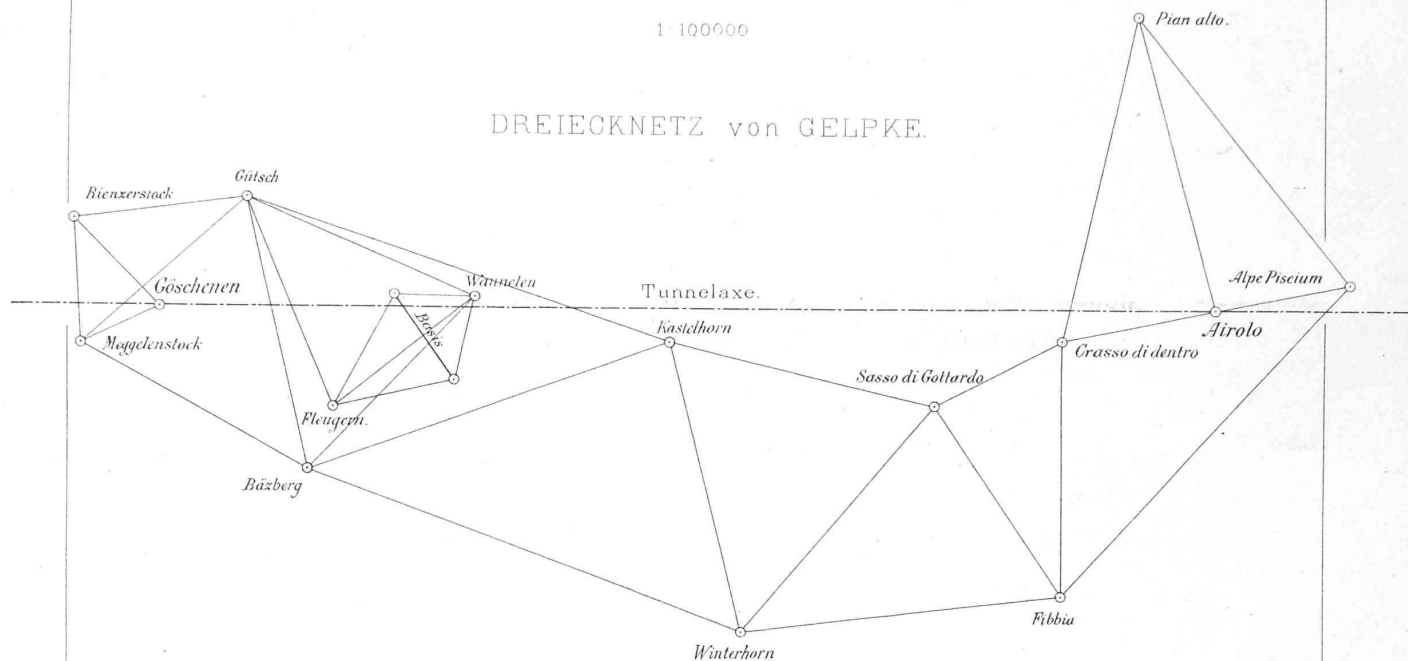 1:100000
DREIECKNETZ von GELPKE.
Pian alto.
Gütsch
Rienzerstock
Göschenen
Wannelen
Tunnelaxe.
Alpe Piscium
Basis
Kastelhorn
Airolo
Meggelenstock
Crasso di dentro
Sasso di Gottardo
Fleugern.
Bäzberg
Fibbia
Winterhorn